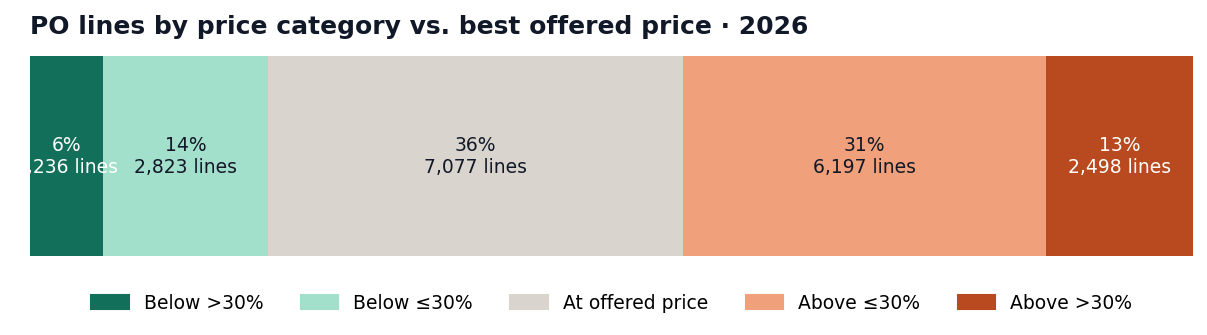 PO lines by price category vs. best offered price · 2026
6%
,236 lines
14%
2,823 lines
36%
7,077 lines
31%
6,197 lines
13%
2,498 lines
Below >30%
Below ≤30%
At offered price
Above ≤30%
Above >30%